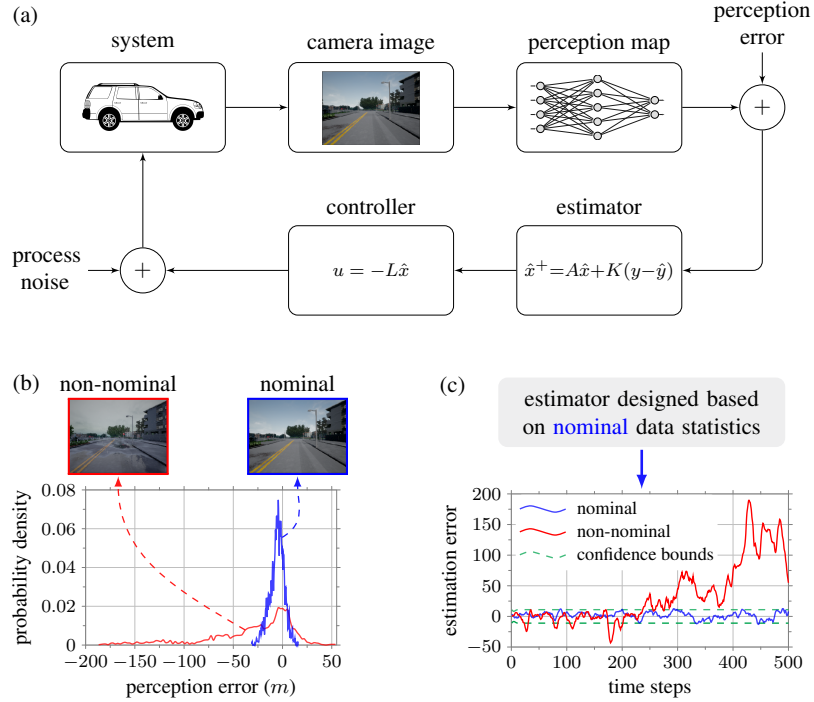 (a)
system
camera image
perception map
perception
error
+
controller
estimator
process
noise
+
u = −Lx̂
x̂⁺=Ax̂+K(y−ŷ)
(b)
non-nominal
nominal
probability density
0.08
0.06
0.04
0.02
0
−200 −150 −100 −50 0 50
perception error (m)
(c)
estimator designed based
on nominal data statistics
estimation error
200
150
100
50
0
−50
nominal
non-nominal
confidence bounds
0 100 200 300 400 500
time steps